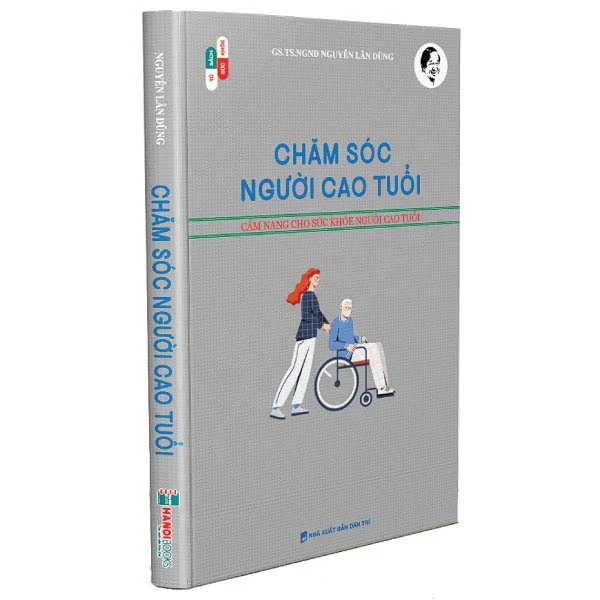 GS.TS.NGND NGUYỄN LÂN DŨNG
CHĂM SÓC
NGƯỜI CAO TUỔI
CẨM NANG CHO SỨC KHỎE NGƯỜI CAO TUỔI
NHÀ XUẤT BẢN DÂN TRÍ
NGUYỄN LÂN DŨNG
CHĂM SÓC NGƯỜI CAO TUỔI
HANOIBOOKS